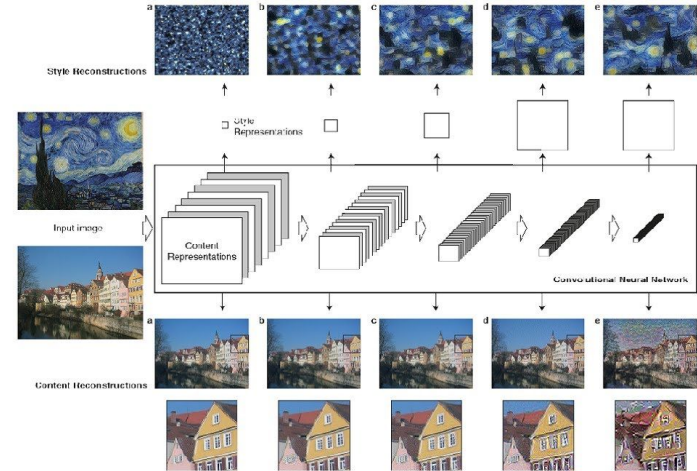 a b c d e
Style Reconstructions
Style
Representations
Input image
Content
Representations
Convolutional Neural Network
a b c d e
Content Reconstructions